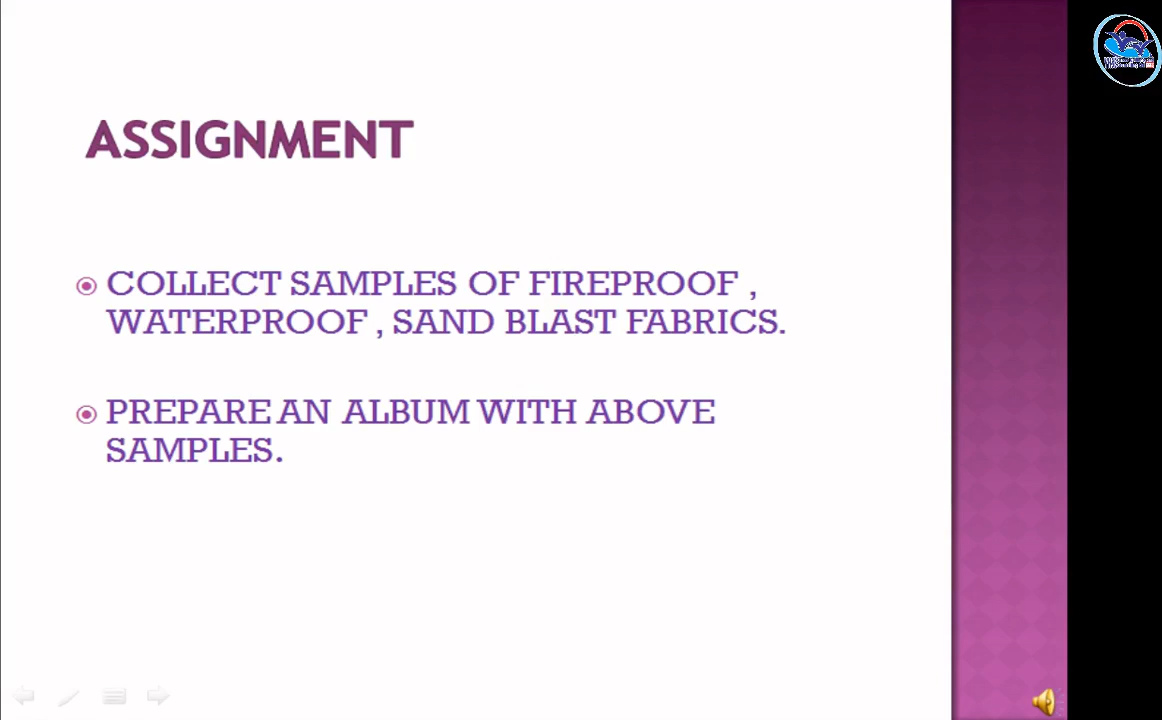 ASSIGNMENT
COLLECT SAMPLES OF FIREPROOF ,
WATERPROOF , SAND BLAST FABRICS.
PREPARE AN ALBUM WITH ABOVE
SAMPLES.